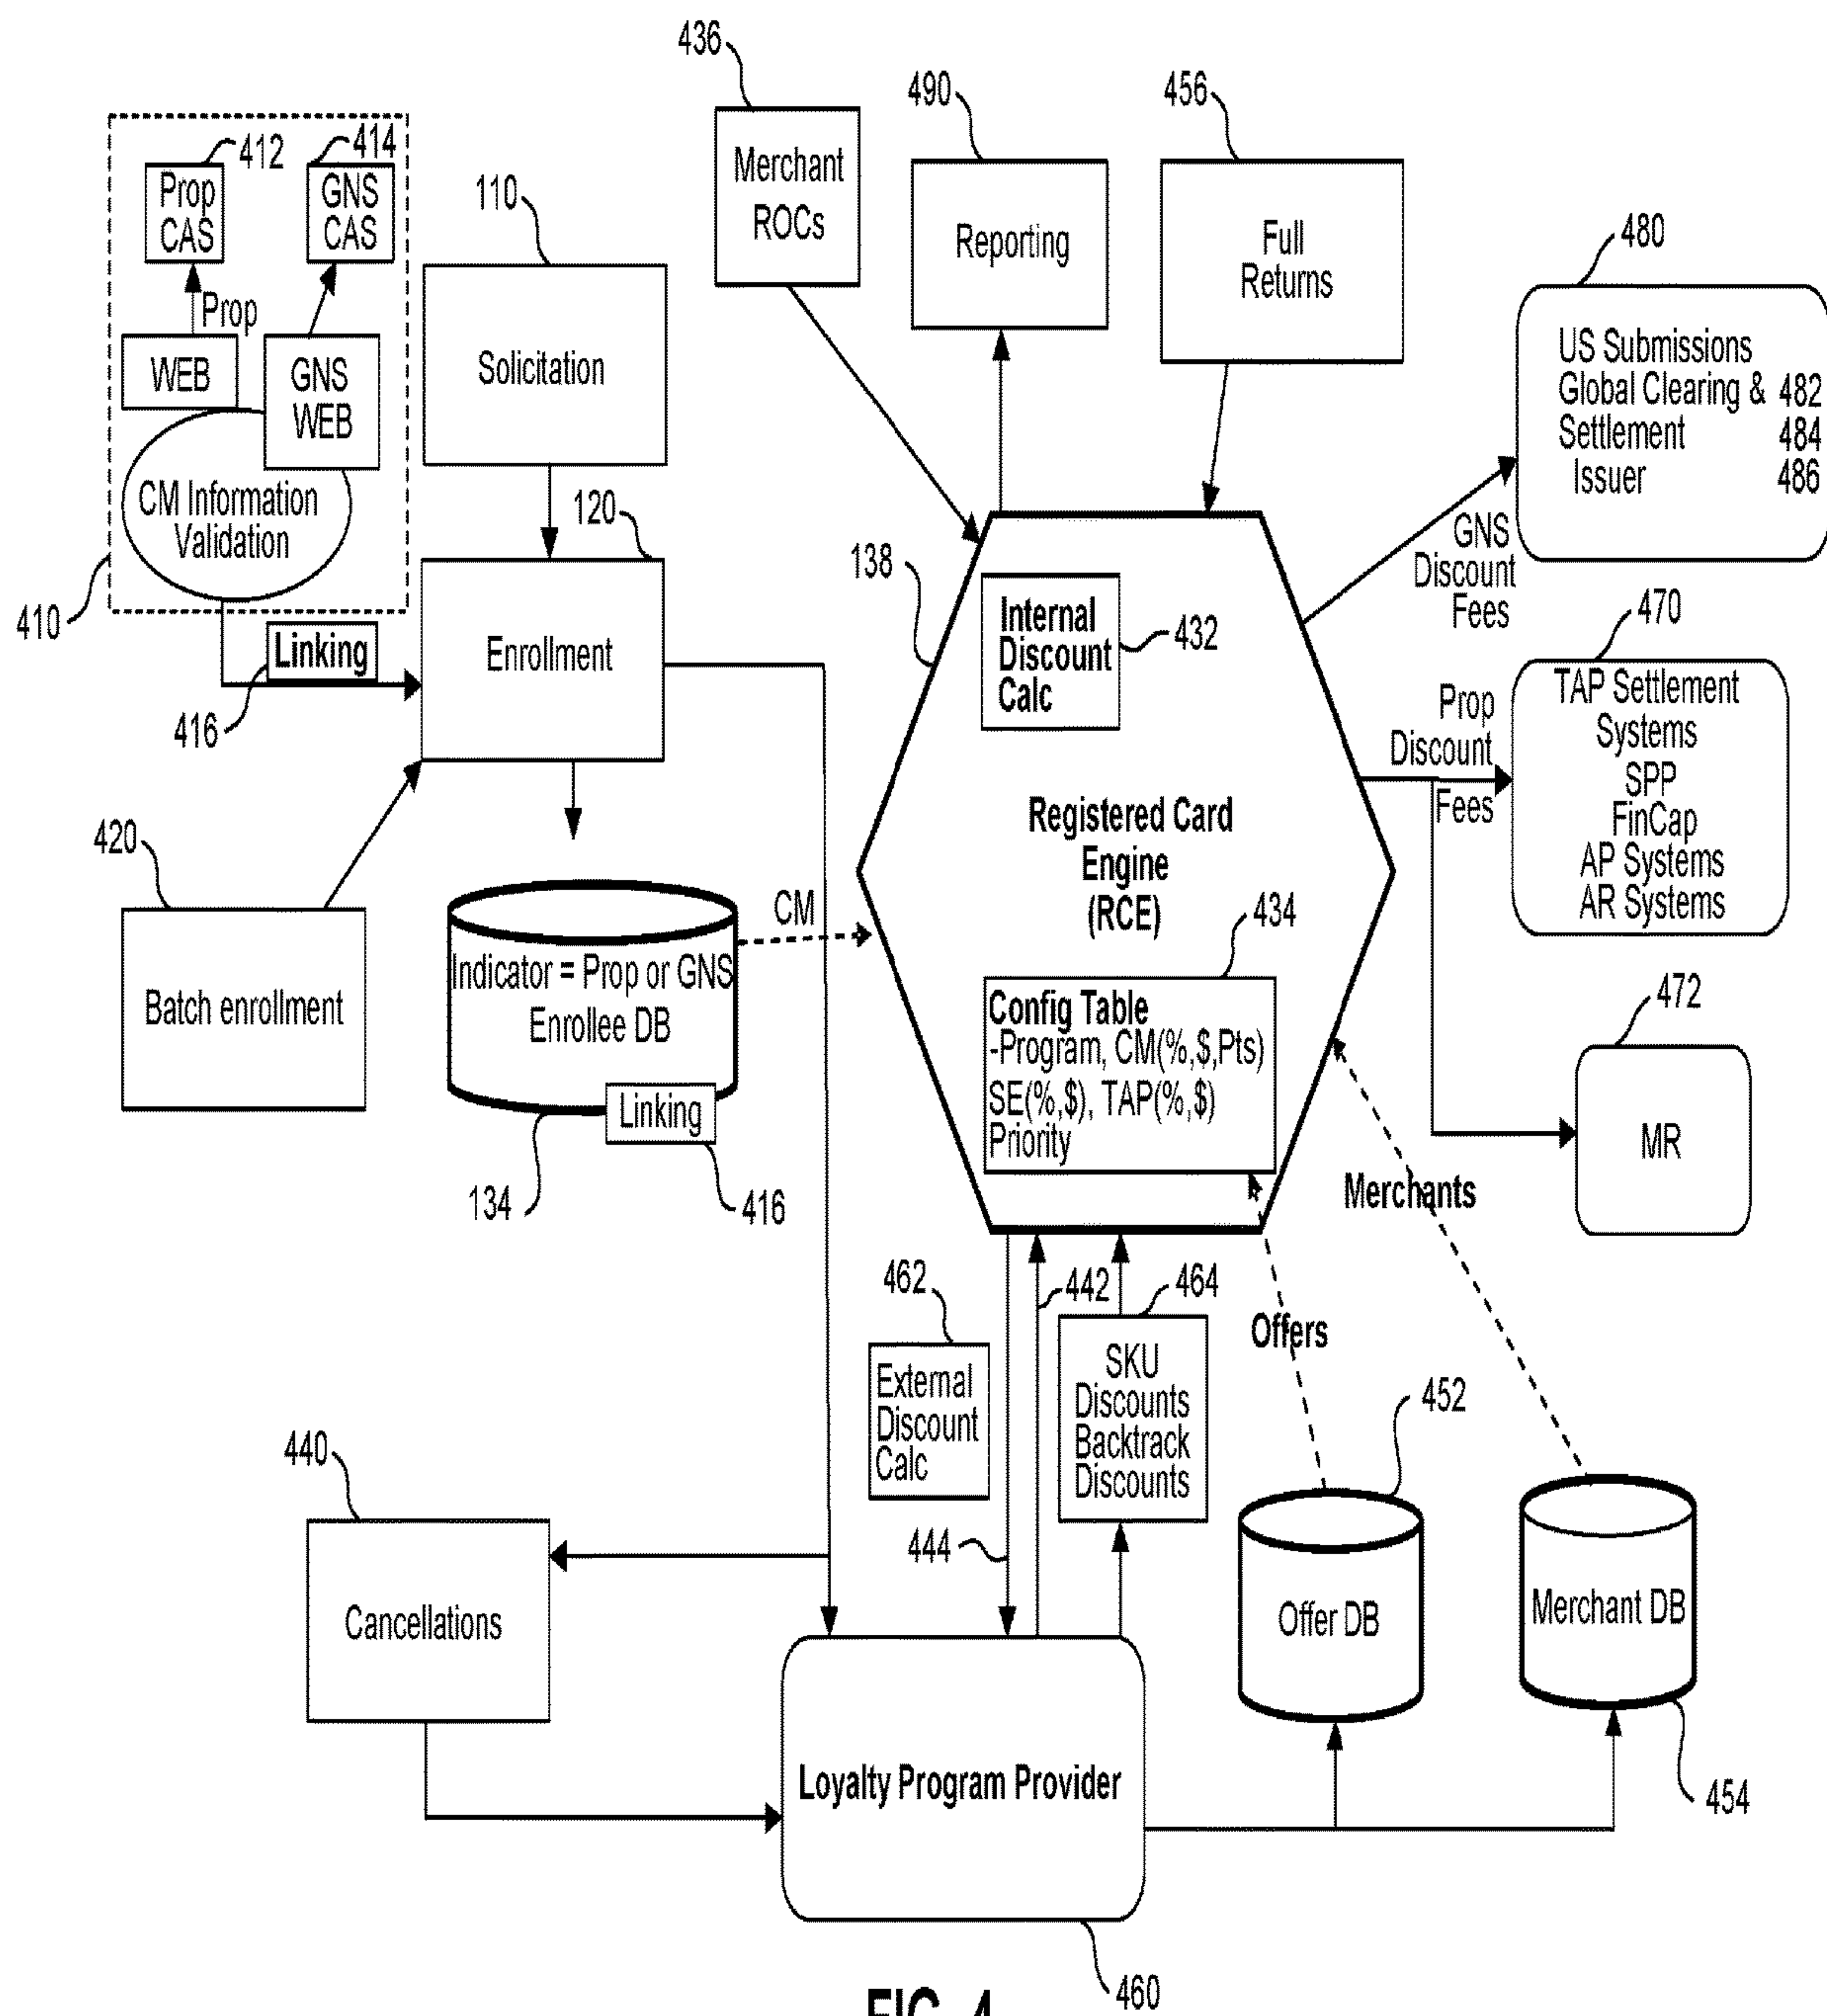 436
490
456
412
414
Prop
CAS
GNS
CAS
Prop
WEB
GNS
WEB
CM Information
Validation
410
Linking
416
110
Solicitation
120
Enrollment
420
Batch enrollment
Merchant
ROCs
Reporting
Full
Returns
480
US Submissions
Global Clearing & 482
Settlement 484
Issuer 486
GNS
Discount
Fees
138
Internal
Discount
Calc
432
Registered Card
Engine
(RCE)
434
Config Table
-Program, CM(%,$,Pts)
SE(%,$), TAP(%,$)
Priority
470
TAP Settlement
Systems
SPP
FinCap
AP Systems
AR Systems
Prop
Discount
Fees
472
MR
CM
Indicator = Prop or GNS
Enrollee DB
Linking
134
416
Merchants
Offers
462
External
Discount
Calc
442
464
SKU
Discounts
Backtrack
Discounts
444
452
Offer DB
Merchant DB
454
440
Cancellations
Loyalty Program Provider
460
FIG. 4